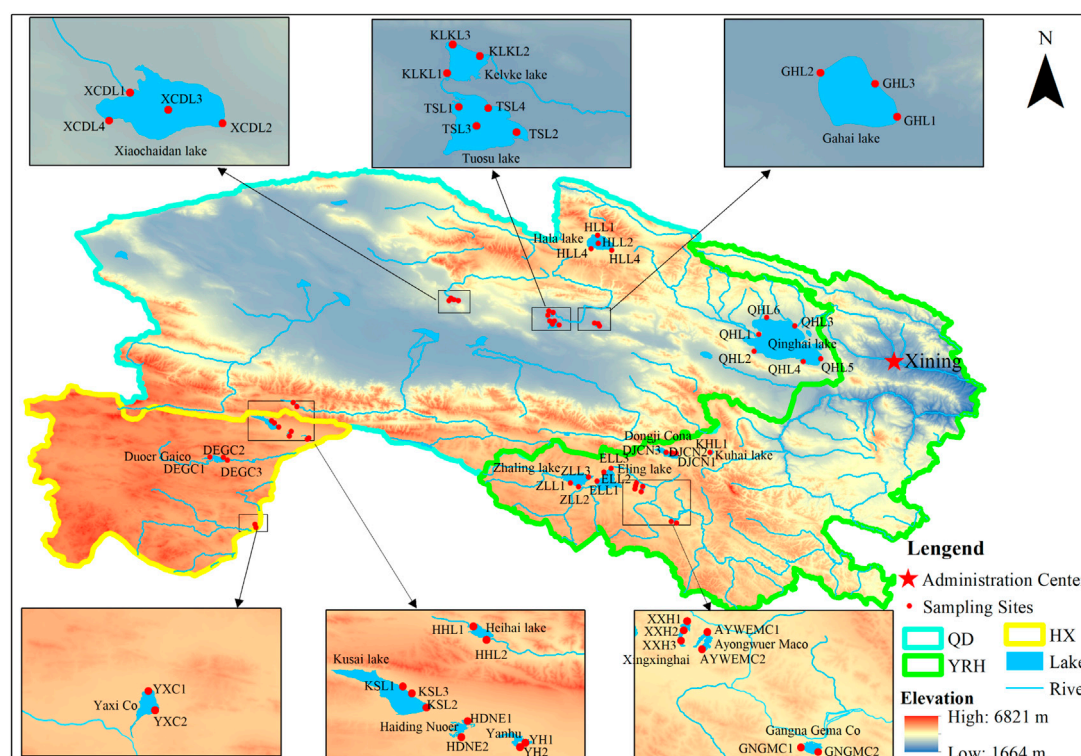 KLKL3
KLKL2
KLKL1
Kelvke lake
TSL1
TSL4
TSL3
TSL2
Tuosu lake
XCDL1
XCDL3
XCDL4
XCDL2
Xiaochaidan lake
GHL2
GHL3
GHL1
Gahai lake
N
HLL1
Hala lake
HLL2
HLL4
HLL4
QHL6
QHL3
QHL1
Qinghai lake
QHL2
QHL4
QHL5
Xining
DEGC2
Duoer Gaico
DEGC1
DEGC3
Dongji Cona
KHL1
DJCN3
DJCN2
DJCN1
Kuhai lake
Zhaling lake
ZLL3
ELL3
Eling lake
ZLL1
ELL2
ZLL2
ELL1
Lengend
Administration Center
Sampling Sites
QD
HX
YRH
Lake
River
Elevation
High: 6821 m
Low: 1664 m
YXC1
Yaxi Co
YXC2
HHL1
Heihai lake
HHL2
Kusai lake
KSL1
KSL3
KSL2
HDNE1
Haiding Nuoer
Yanhu
YH1
HDNE2
YH2
XXH1
XXH2
AYWEMC1
XXH3
Ayongwuer Maco
Xingxinghai
AYWEMC2
Gangna Gema Co
GNGMC1
GNGMC2